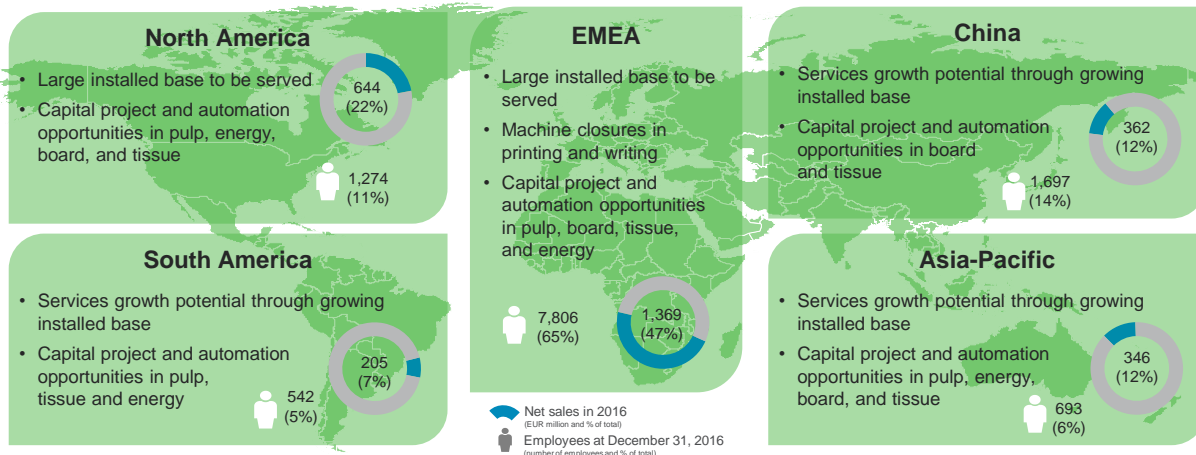 North America
• Large installed base to be served
• Capital project and automation
opportunities in pulp, energy,
board, and tissue
644
(22%)
1,274
(11%)
South America
• Services growth potential through growing
installed base
• Capital project and automation
opportunities in pulp,
tissue and energy
205
(7%)
542
(5%)
EMEA
• Large installed base to be
served
• Machine closures in
printing and writing
• Capital project and
automation opportunities
in pulp, board, tissue,
and energy
7,806
(65%)
1,369
(47%)
Net sales in 2016
(EUR million and % of total)
Employees at December 31, 2016
(number of employees and % of total)
China
• Services growth potential through growing
installed base
• Capital project and automation
opportunities in board
and tissue
362
(12%)
1,697
(14%)
Asia-Pacific
• Services growth potential through growing
installed base
• Capital project and automation
opportunities in pulp, energy,
board, and tissue
346
(12%)
693
(6%)